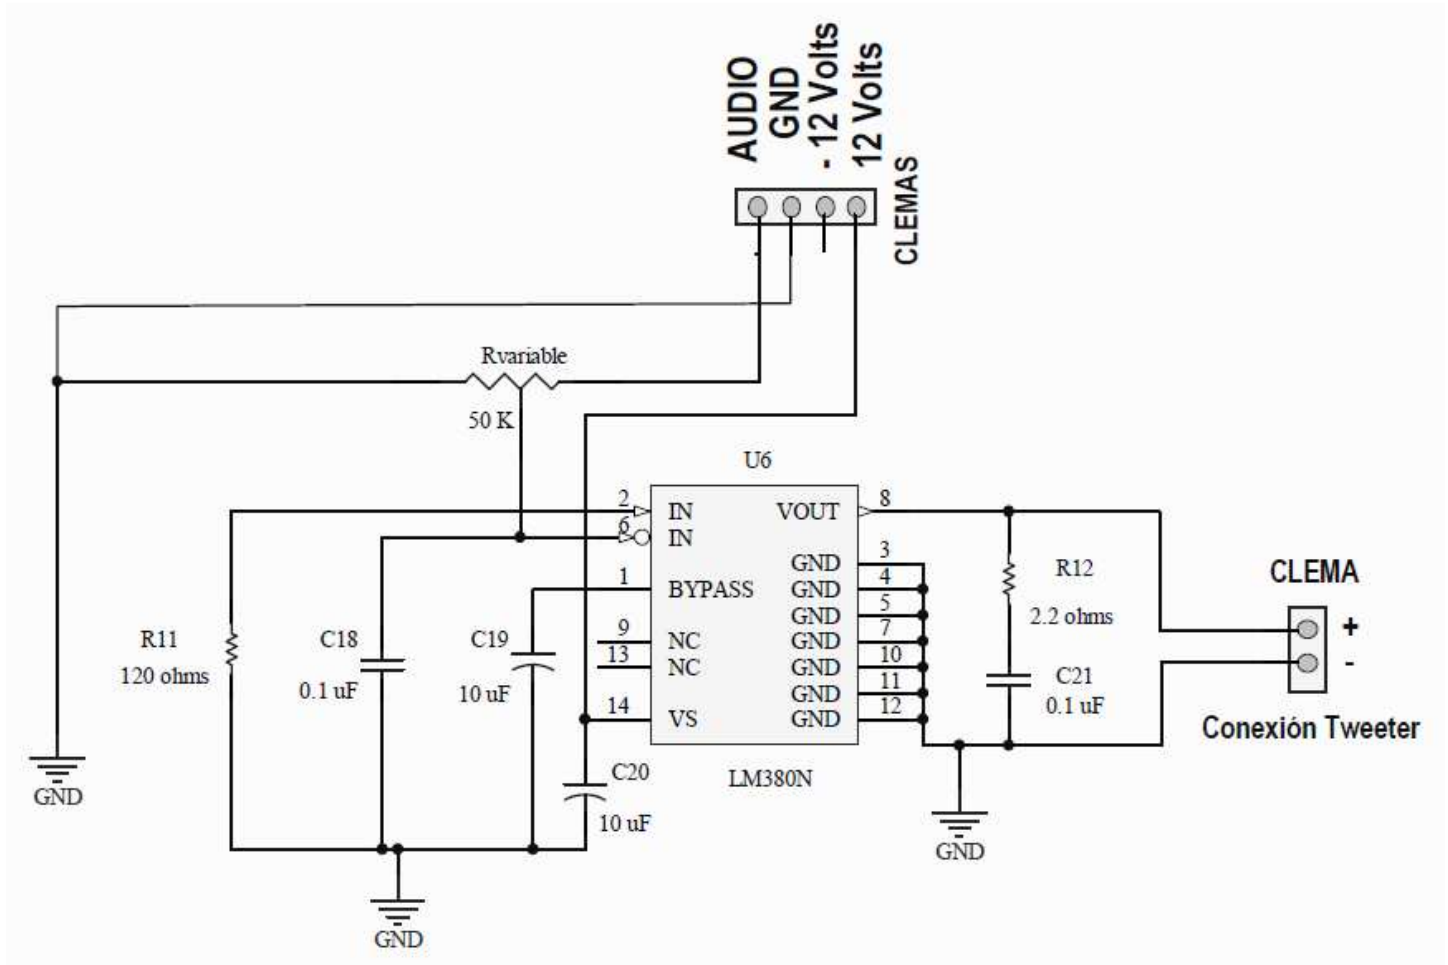 AUDIO
GND
- 12 Volts
12 Volts
CLEMAS
Rvariable
50 K
U6
2
IN
VOUT
8
6
IN
GND
3
1
BYPASS
GND
4
GND
5
9
NC
GND
7
13
NC
GND
10
GND
11
14
VS
GND
12
LM380N
R11
120 ohms
C18
0.1 uF
C19
10 uF
C20
10 uF
R12
2.2 ohms
C21
0.1 uF
CLEMA
+
-
Conexión Tweeter
GND
GND
GND